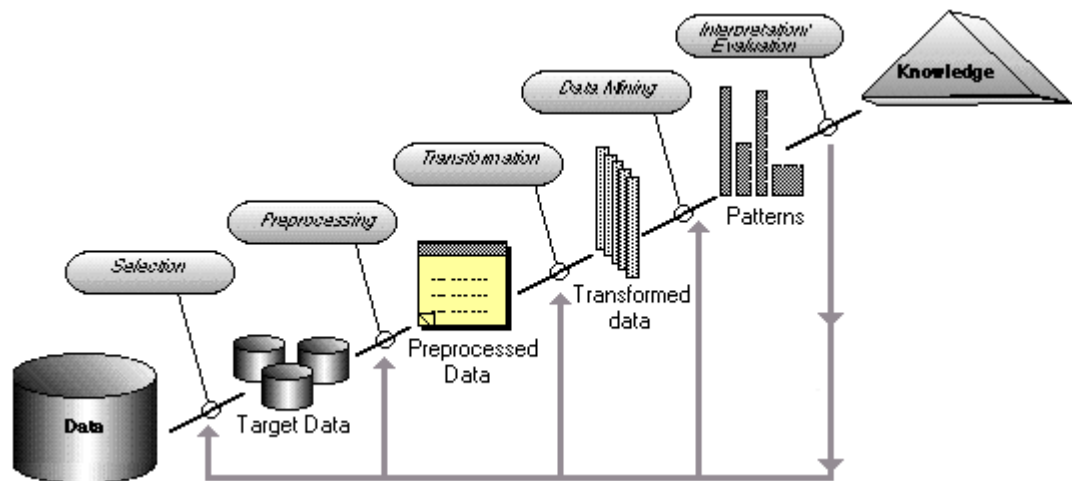 Interpretation/
Evaluation
Knowledge
Data Mining
Transformation
Patterns
Preprocessing
Selection
Transformed
data
Preprocessed
Data
Target Data
Data